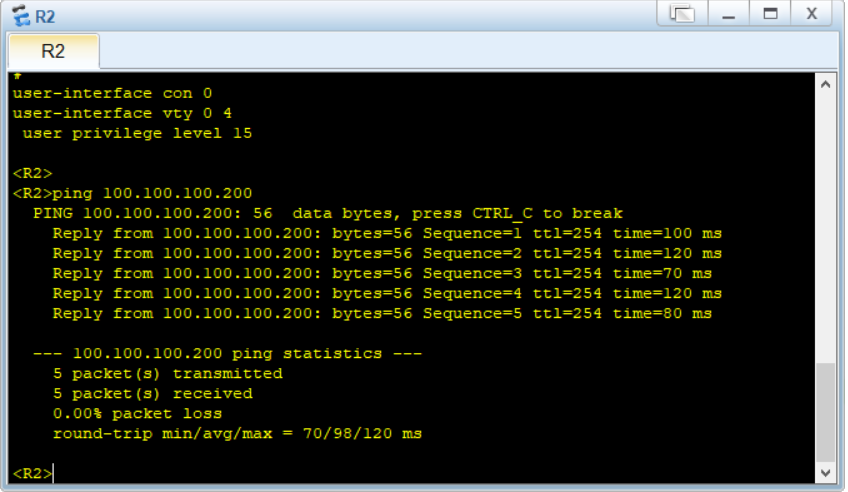 R2
R2
#
user-interface con 0
user-interface vty 0 4
 user privilege level 15
<R2>
<R2>ping 100.100.100.200
  PING 100.100.100.200: 56  data bytes, press CTRL_C to break
    Reply from 100.100.100.200: bytes=56 Sequence=1 ttl=254 time=100 ms
    Reply from 100.100.100.200: bytes=56 Sequence=2 ttl=254 time=120 ms
    Reply from 100.100.100.200: bytes=56 Sequence=3 ttl=254 time=70 ms
    Reply from 100.100.100.200: bytes=56 Sequence=4 ttl=254 time=120 ms
    Reply from 100.100.100.200: bytes=56 Sequence=5 ttl=254 time=80 ms
  --- 100.100.100.200 ping statistics ---
    5 packet(s) transmitted
    5 packet(s) received
    0.00% packet loss
    round-trip min/avg/max = 70/98/120 ms
<R2>